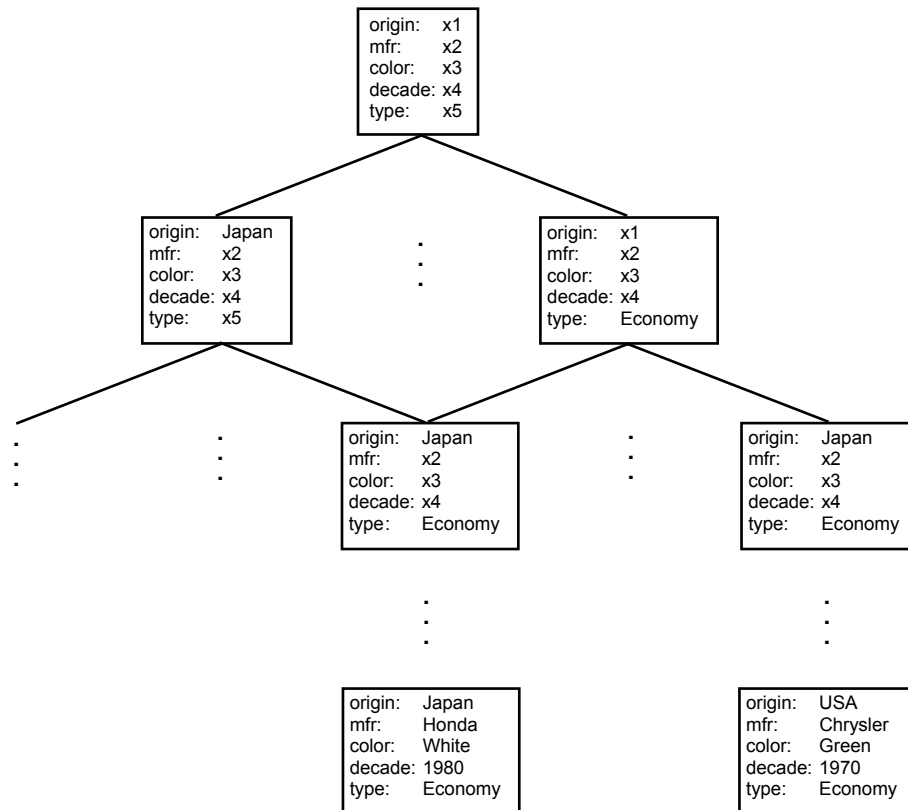 origin: x1
mfr: x2
color: x3
decade: x4
type: x5
origin: Japan
mfr: x2
color: x3
decade: x4
type: x5
origin: x1
mfr: x2
color: x3
decade: x4
type: Economy
origin: Japan
mfr: x2
color: x3
decade: x4
type: Economy
origin: Japan
mfr: x2
color: x3
decade: x4
type: Economy
origin: Japan
mfr: Honda
color: White
decade: 1980
type: Economy
origin: USA
mfr: Chrysler
color: Green
decade: 1970
type: Economy